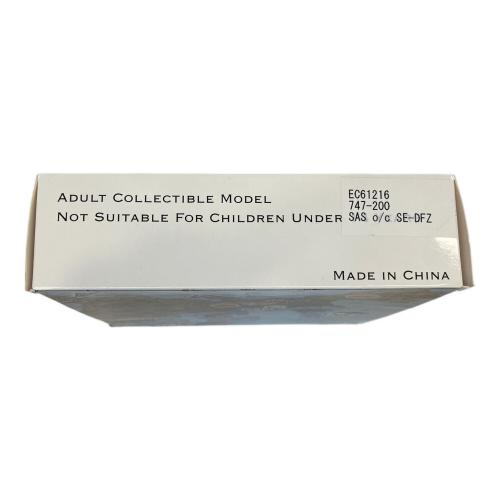 ADULT COLLECTIBLE MODEL
NOT SUITABLE FOR CHILDREN UNDER
MADE IN CHINA
EC61216
747-200
SAS o/c SE-DFZ